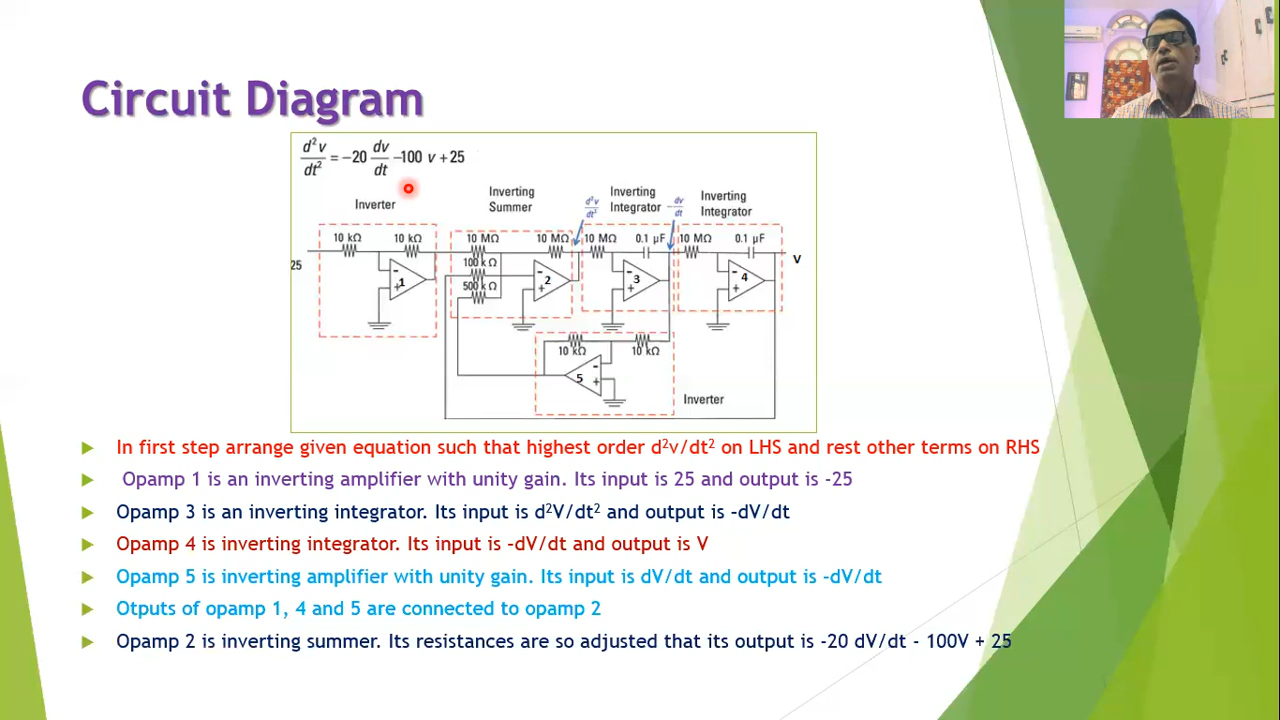 Circuit Diagram
d²v/dt² = -20 dv/dt -100 v + 25
Inverter
Inverting Summer
d²v/dt²
Inverting Integrator
-dv/dt
Inverting Integrator
10 kΩ 10 kΩ 10 MΩ 10 MΩ 10 MΩ 0.1 µF 10 MΩ 0.1 µF
25
100 k Ω
500 k Ω
V
- + 1
- + 2
- + 3
- + 4
10 kΩ 10 kΩ
- + 5
Inverter
In first step arrange given equation such that highest order d²v/dt² on LHS and rest other terms on RHS
Opamp 1 is an inverting amplifier with unity gain. Its input is 25 and output is -25
Opamp 3 is an inverting integrator. Its input is d²V/dt² and output is –dV/dt
Opamp 4 is inverting integrator. Its input is –dV/dt and output is V
Opamp 5 is inverting amplifier with unity gain. Its input is dV/dt and output is –dV/dt
Otputs of opamp 1, 4 and 5 are connected to opamp 2
Opamp 2 is inverting summer. Its resistances are so adjusted that its output is -20 dV/dt - 100V + 25